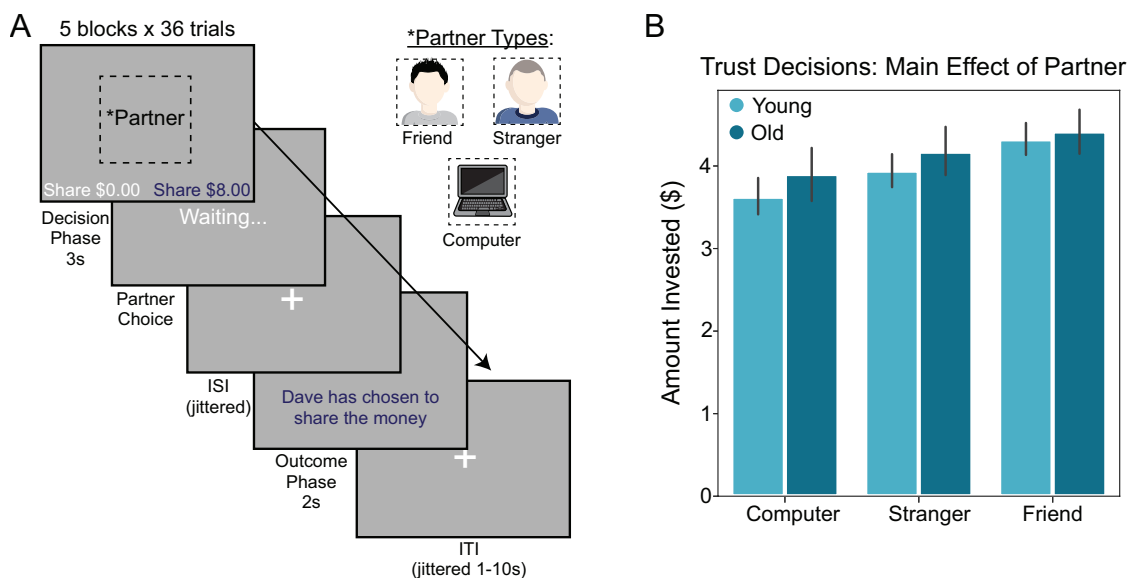 A
5 blocks x 36 trials
*Partner
Share $0.00 Share $8.00
Decision
Phase
3s
Waiting...
Partner
Choice
ISI
(jittered)
Dave has chosen to
share the money
Outcome
Phase
2s
ITI
(jittered 1-10s)
*Partner Types:
Friend
Stranger
Computer
B
Trust Decisions: Main Effect of Partner
Young
Old
Amount Invested ($)
4
3
2
1
0
Computer
Stranger
Friend